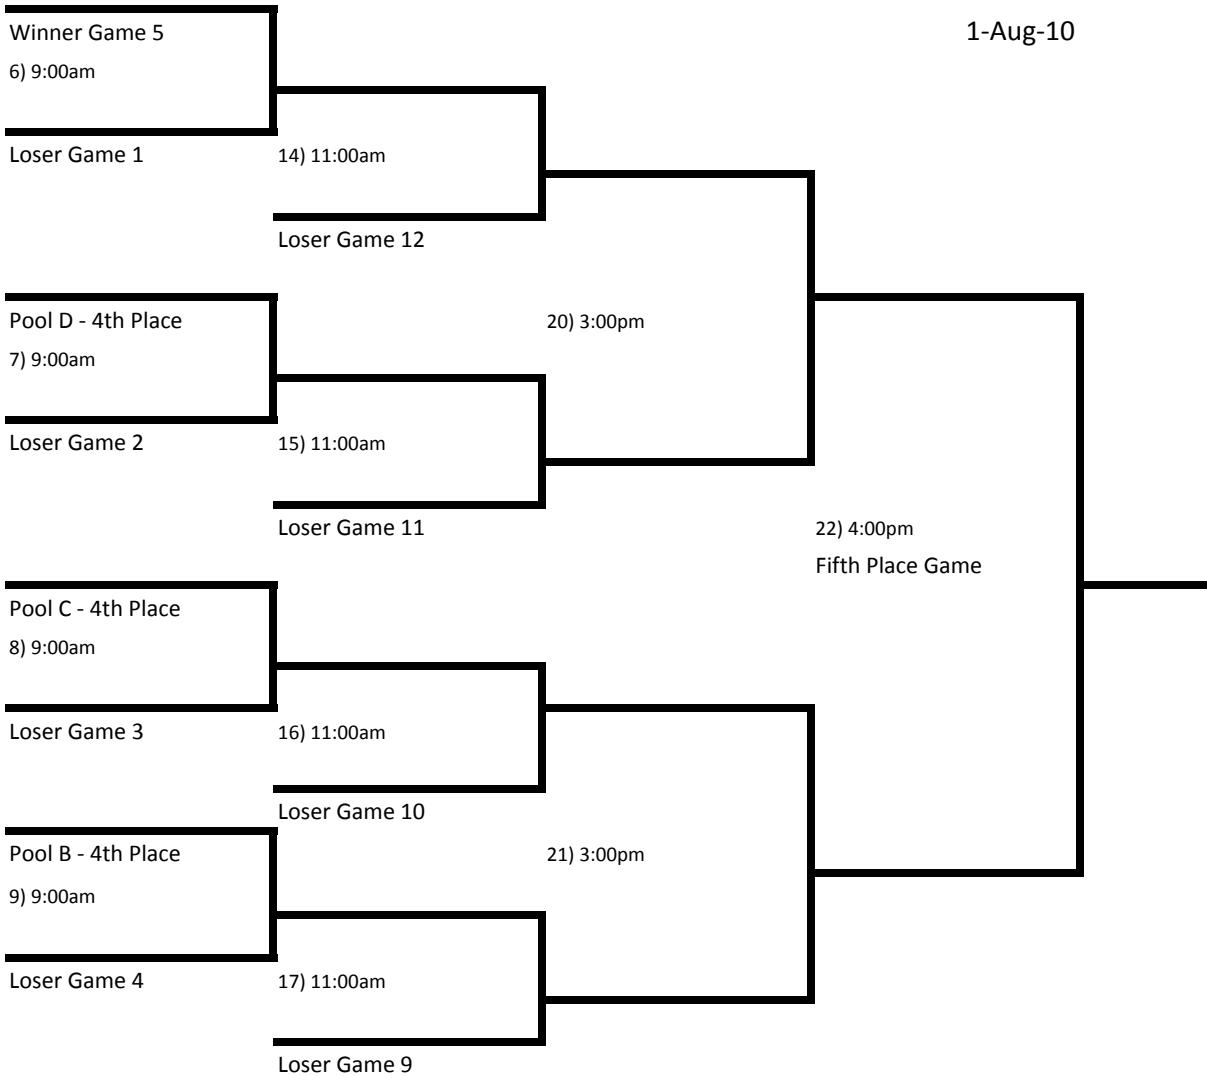 Winner Game 5
1-Aug-10
6) 9:00am
Loser Game 1
14) 11:00am
Loser Game 12
Pool D - 4th Place
20) 3:00pm
7) 9:00am
Loser Game 2
15) 11:00am
Loser Game 11
22) 4:00pm
Fifth Place Game
Pool C - 4th Place
8) 9:00am
Loser Game 3
16) 11:00am
Loser Game 10
Pool B - 4th Place
21) 3:00pm
9) 9:00am
Loser Game 4
17) 11:00am
Loser Game 9